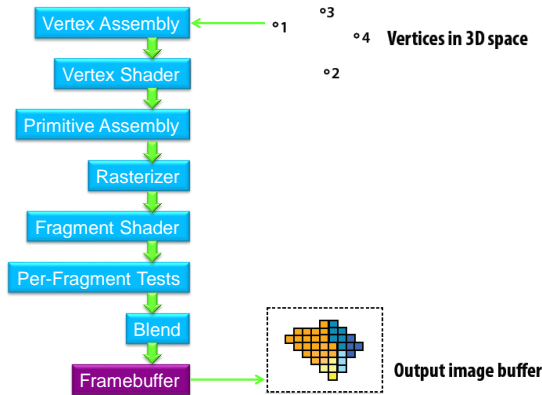 Vertex Assembly
1
3
4
2
Vertices in 3D space
Vertex Shader
Primitive Assembly
Rasterizer
Fragment Shader
Per-Fragment Tests
Blend
Framebuffer
Output image buffer